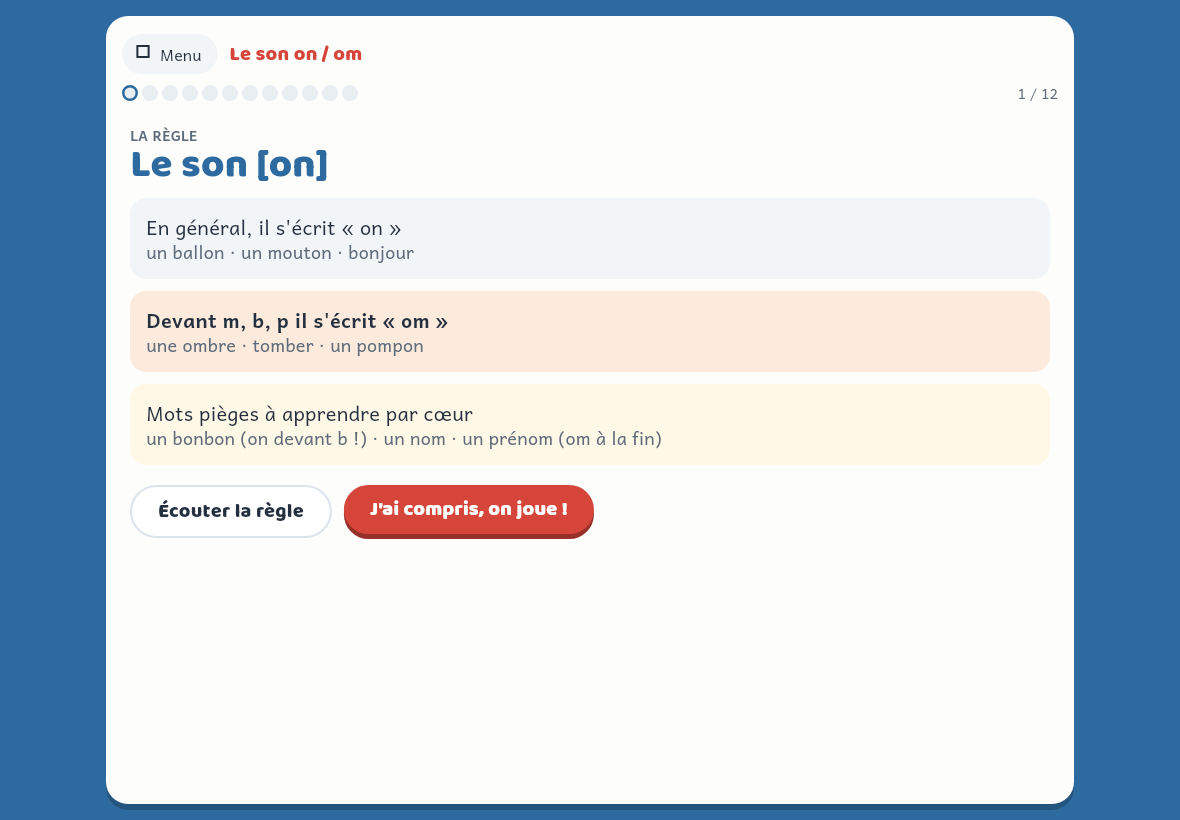 Menu
Le son on / om
1 / 12
LA RÈGLE
Le son [on]
En général, il s'écrit « on »
un ballon · un mouton · bonjour
Devant m, b, p il s'écrit « om »
une ombre · tomber · un pompon
Mots pièges à apprendre par cœur
un bonbon (on devant b !) · un nom · un prénom (om à la fin)
Écouter la règle
J'ai compris, on joue !